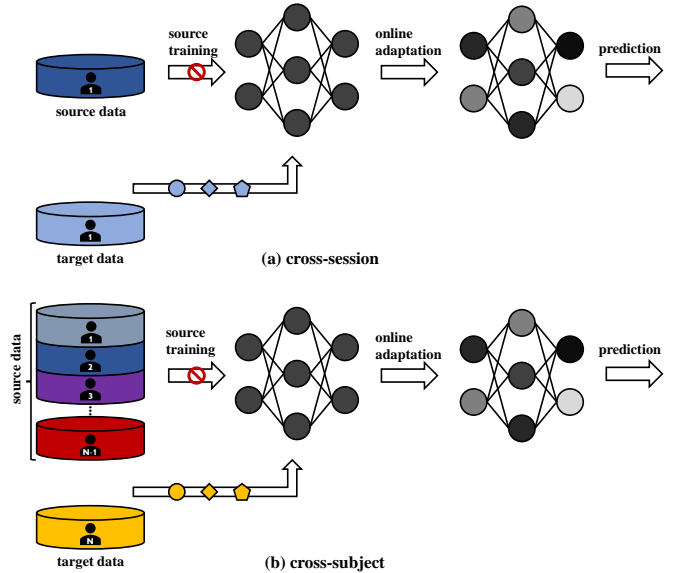 source
training
online
adaptation
prediction
1
source data
1
target data
(a) cross-session
source data
1
2
3
N-1
source
training
online
adaptation
prediction
N
target data
(b) cross-subject